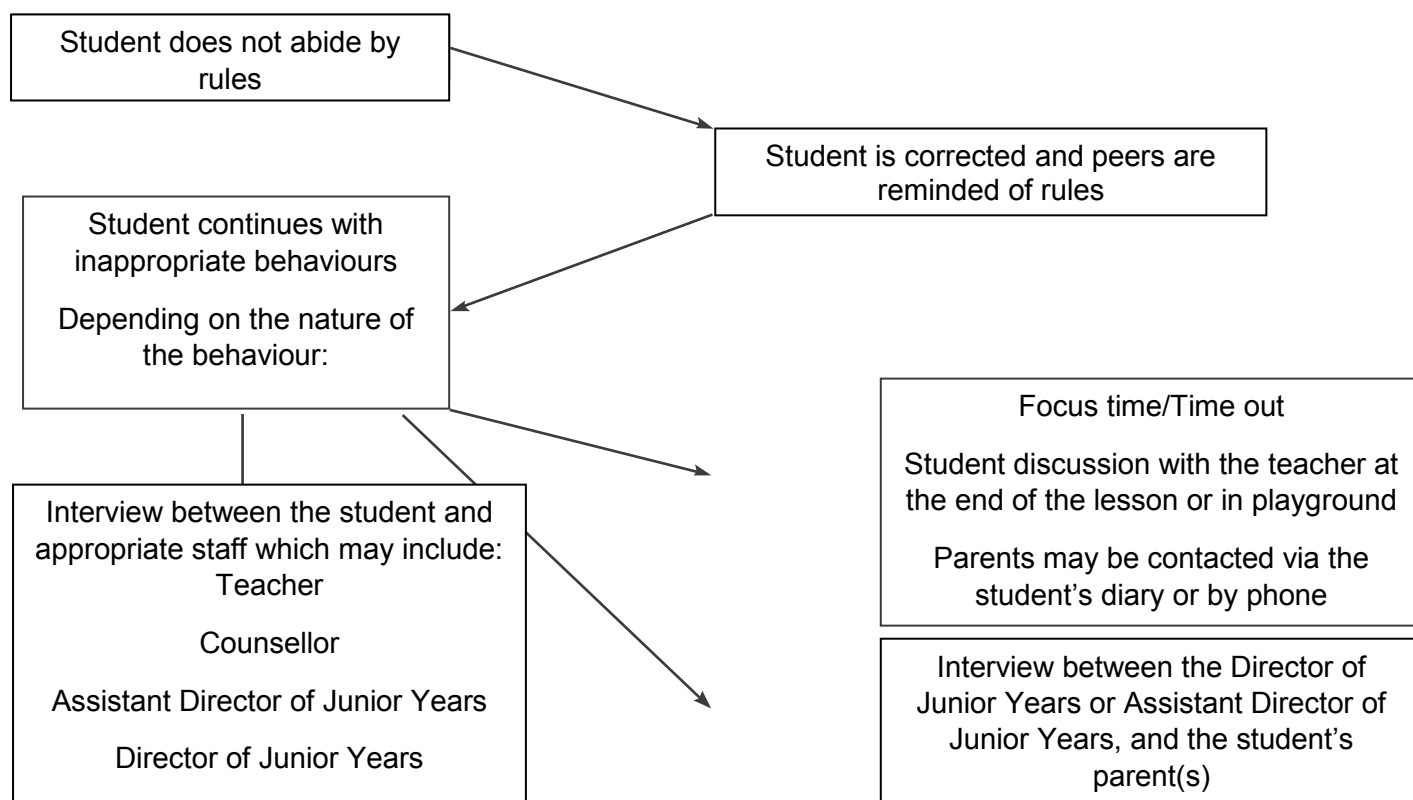 Student does not abide by
rules
Student is corrected and peers are
reminded of rules
Student continues with
inappropriate behaviours
Depending on the nature of
the behaviour:
Focus time/Time out
Student discussion with the teacher at
the end of the lesson or in playground
Parents may be contacted via the
student’s diary or by phone
Interview between the student and
appropriate staff which may include:
Teacher
Counsellor
Assistant Director of Junior Years
Director of Junior Years
Interview between the Director of
Junior Years or Assistant Director of
Junior Years, and the student’s
parent(s)